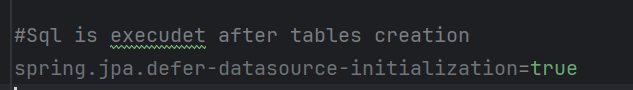 #Sql is execudet after tables creation
spring.jpa.defer-datasource-initialization=true